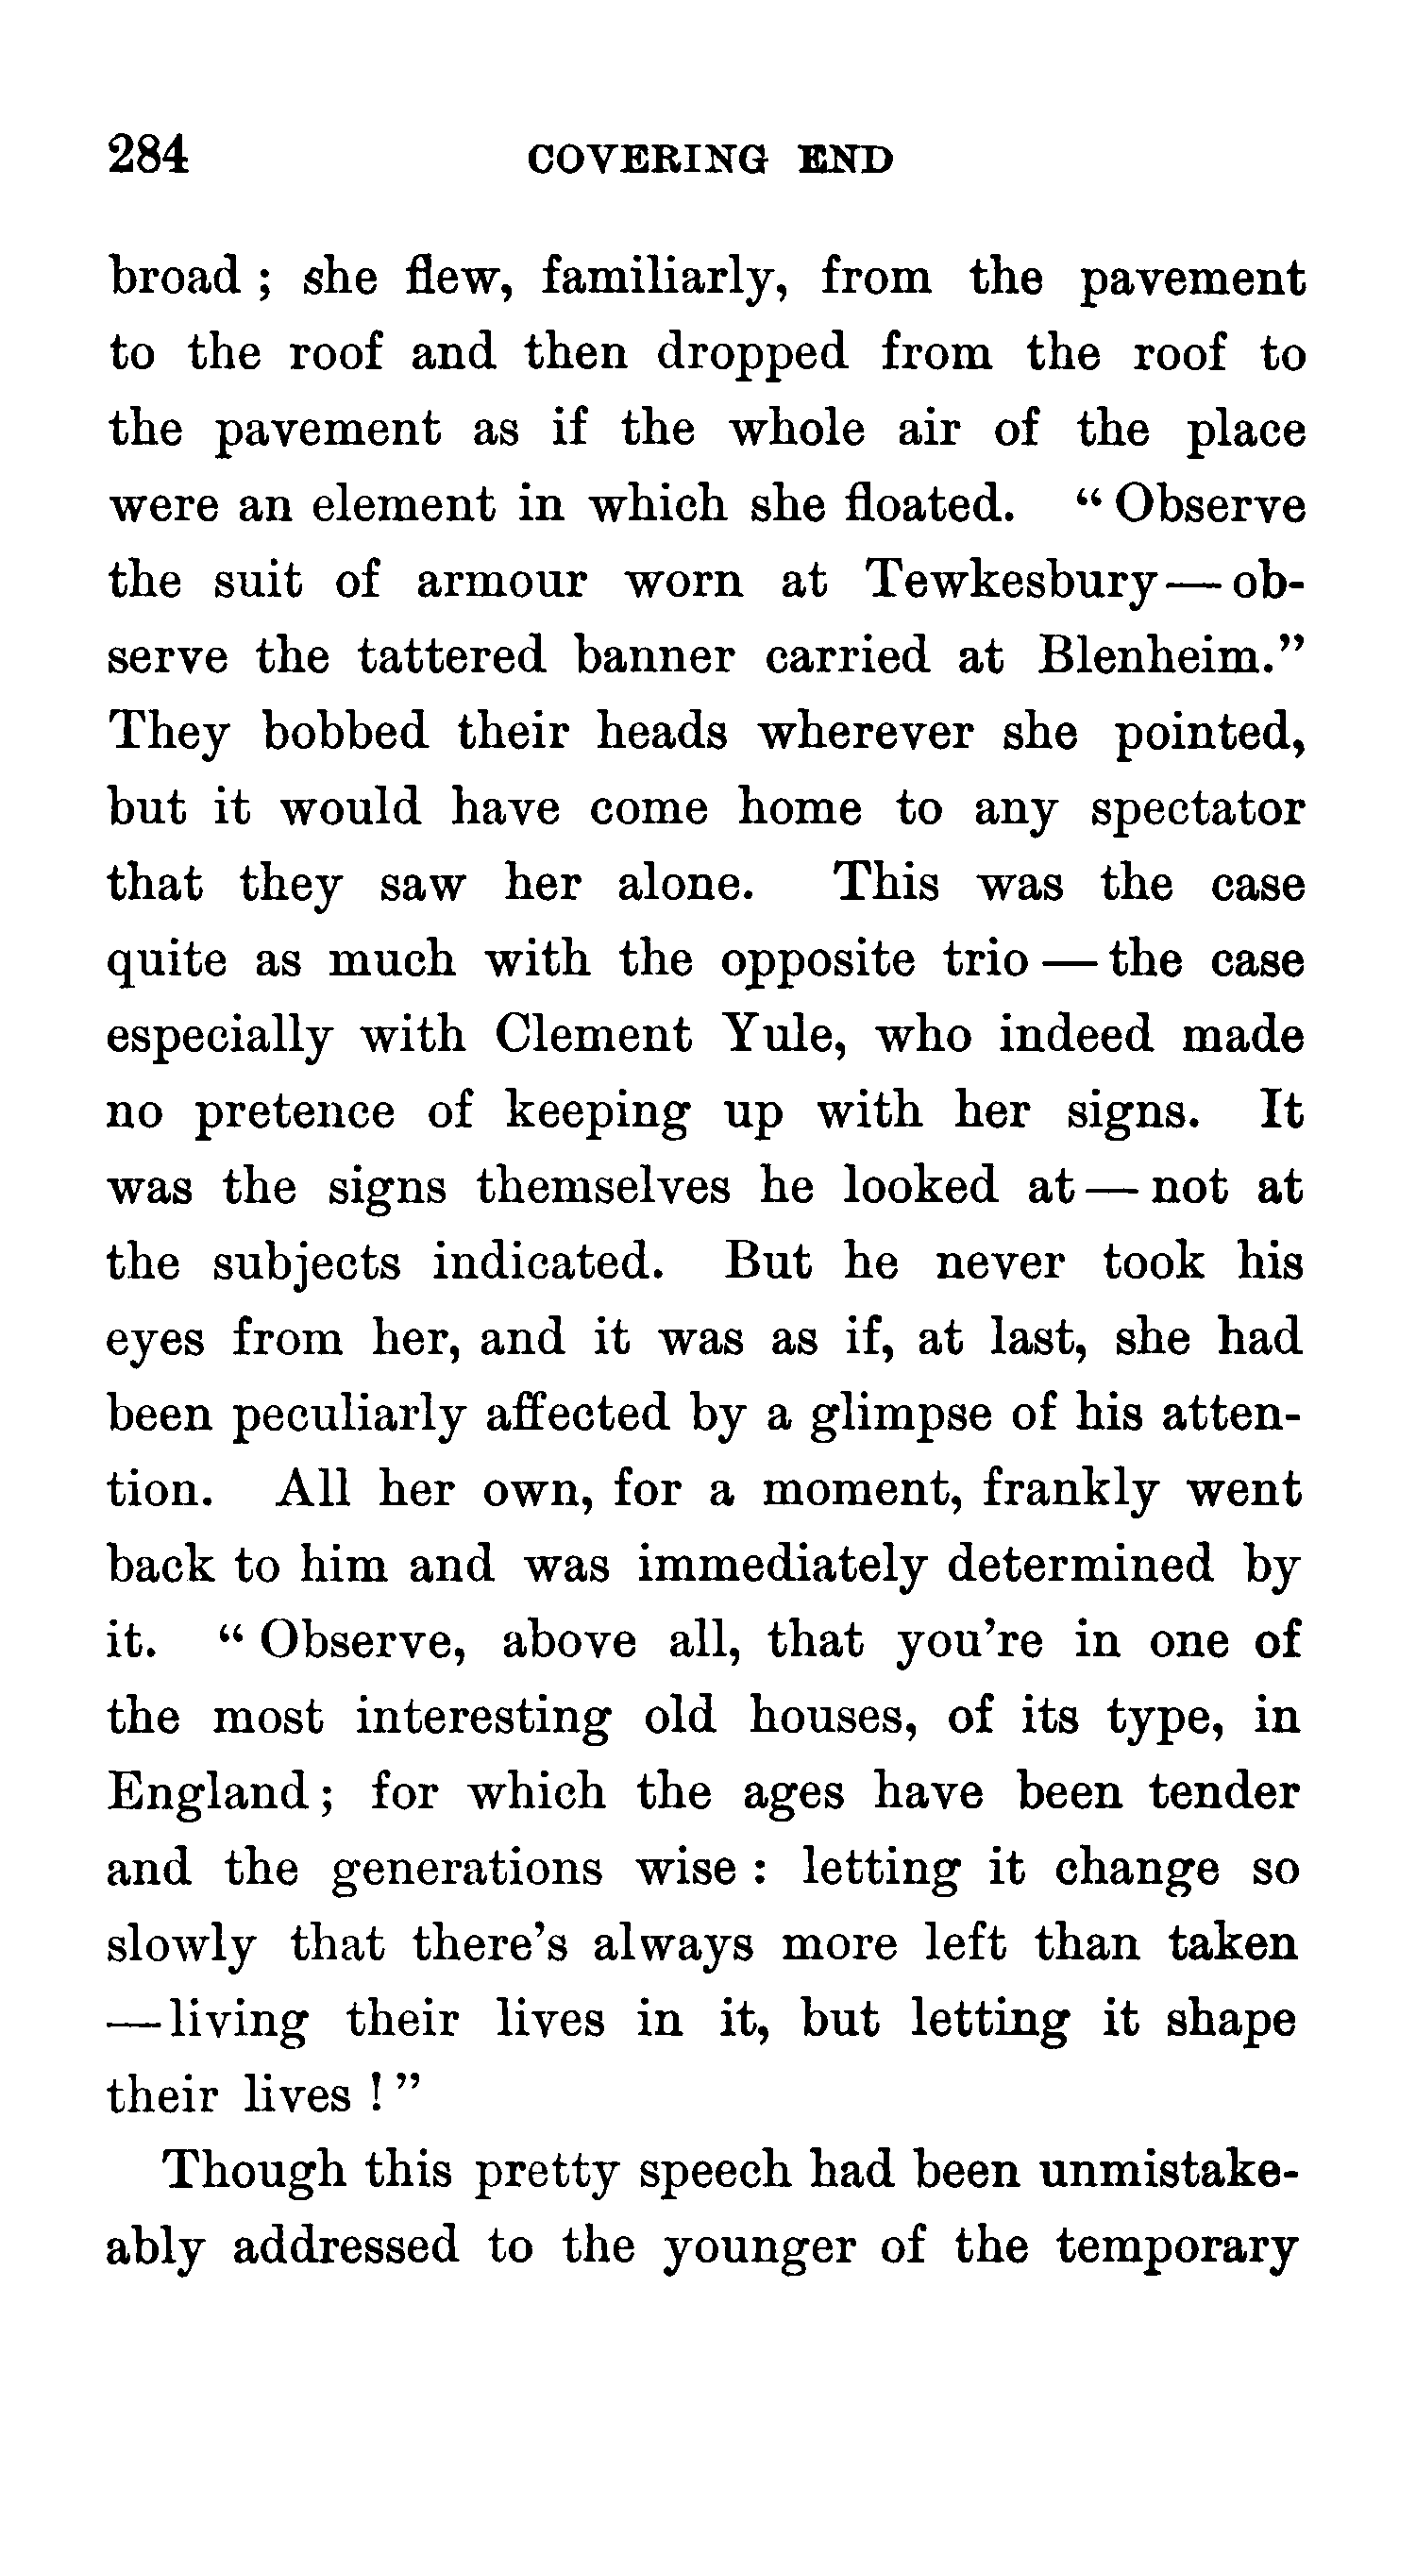 284 COVERING END
broad ; she flew, familiarly, from the pavement
to the roof and then dropped from the roof to
the pavement as if the whole air of the place
were an element in which she floated. “ Observe
the suit of armour worn at Tewkesbury— ob-
serve the tattered banner carried at Blenheim.”
They bobbed their heads wherever she pointed,
but it would have come home to any spectator
that they saw her alone. This was the case
quite as much with the opposite trio — the case
especially with Clement Yule, who indeed made
no pretence of keeping up with her signs. It
was the signs themselves he looked at — not at
the subjects indicated. But he never took his
eyes from her, and it was as if, at last, she had
been peculiarly affected by a glimpse of his atten-
tion. All her own, for a moment, frankly went
back to him and was immediately determined by
it. “ Observe, above all, that you’re in one of
the most interesting old houses, of its type, in
England ; for which the ages have been tender
and the generations wise : letting it change so
slowly that there’s always more left than taken
—living their lives in it, but letting it shape
their lives ! ”
Though this pretty speech had been unmistake-
ably addressed to the younger of the temporary